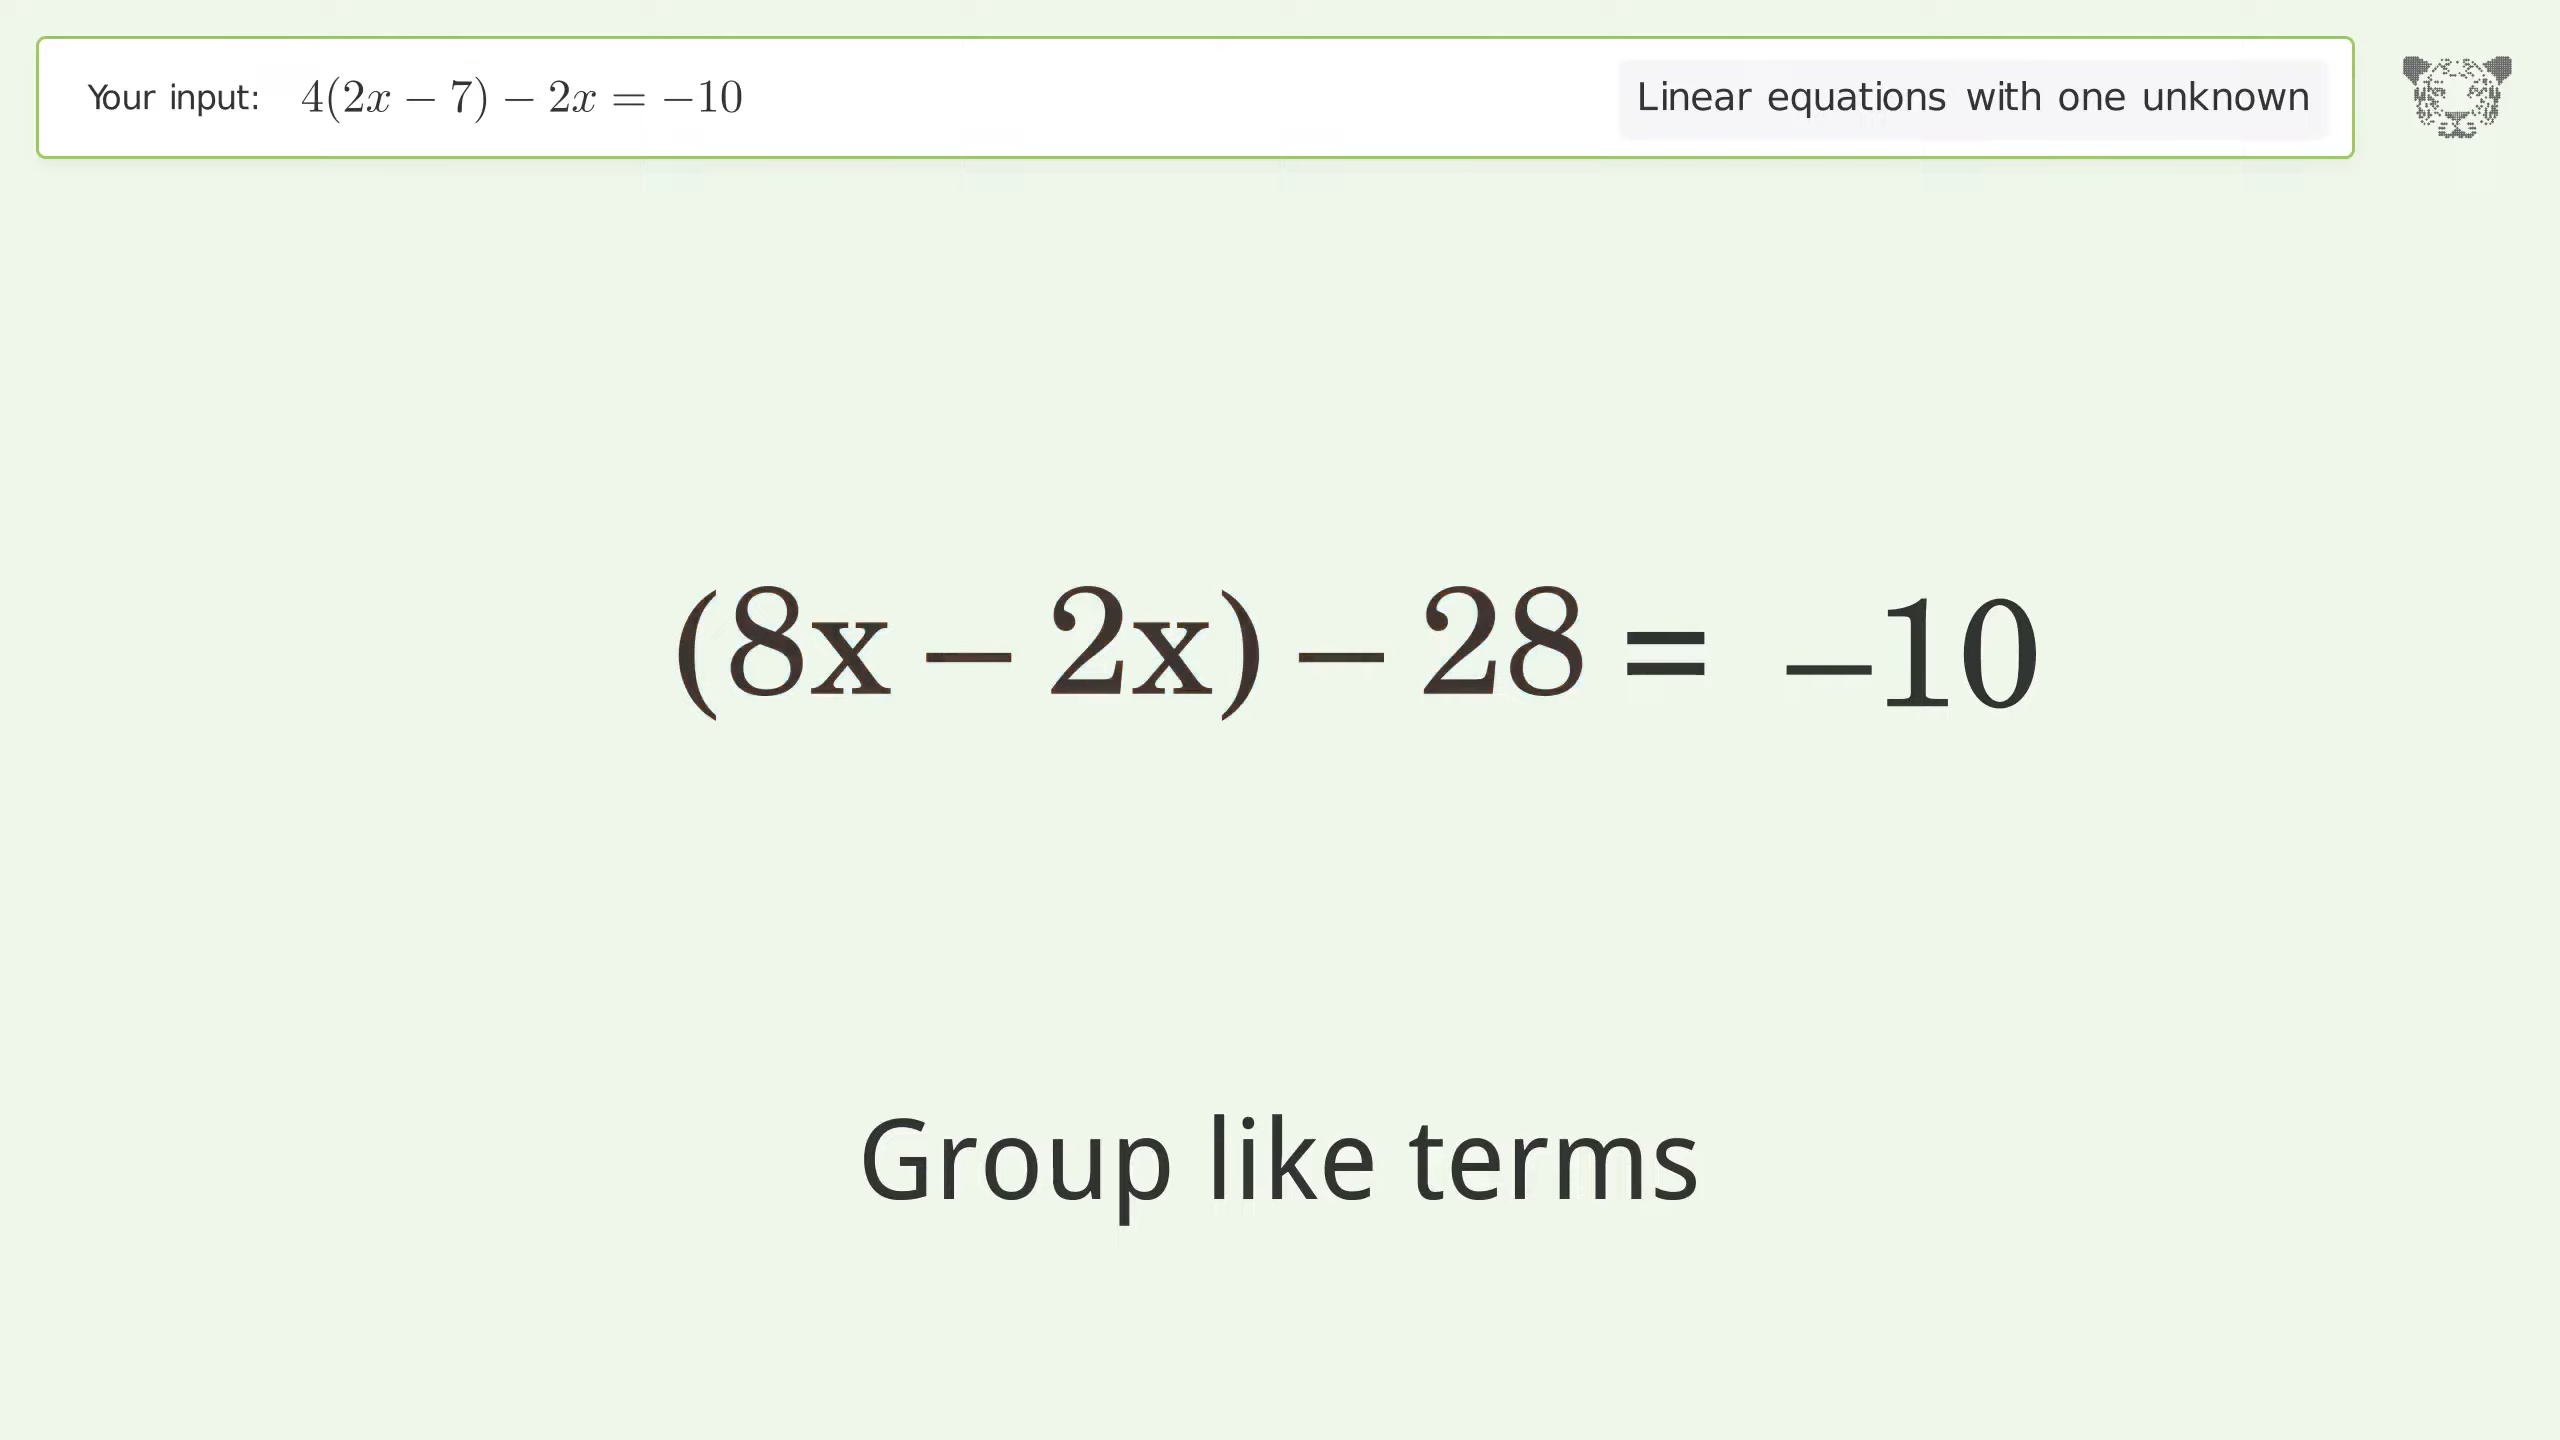 Your input: 4(2x − 7) − 2x = −10
Linear equations with one unknown
(8x − 2x) − 28 = −10
Group like terms